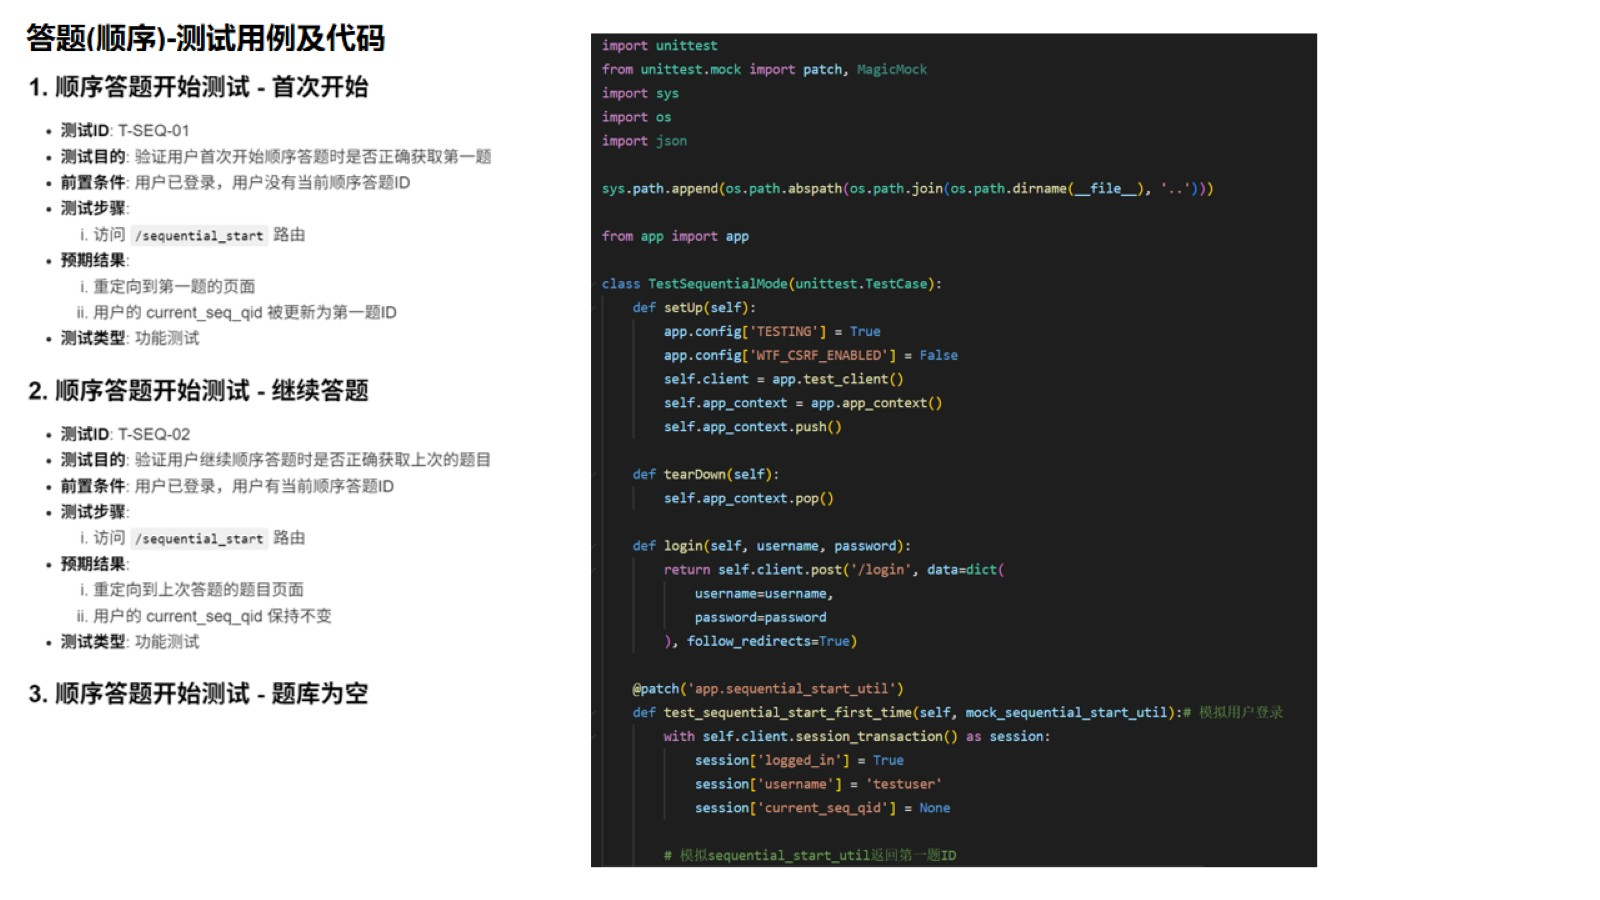 答题(顺序)-测试用例及代码
1. 顺序答题开始测试 - 首次开始
• 测试ID: T-SEQ-01
• 测试目的: 验证用户首次开始顺序答题时是否正确获取第一题
• 前置条件: 用户已登录，用户没有当前顺序答题ID
• 测试步骤:
i. 访问 /sequential_start 路由
• 预期结果:
i. 重定向到第一题的页面
ii. 用户的 current_seq_qid 被更新为第一题ID
• 测试类型: 功能测试
2. 顺序答题开始测试 - 继续答题
• 测试ID: T-SEQ-02
• 测试目的: 验证用户继续顺序答题时是否正确获取上次的题目
• 前置条件: 用户已登录，用户有当前顺序答题ID
• 测试步骤:
i. 访问 /sequential_start 路由
• 预期结果:
i. 重定向到上次答题的题目页面
ii. 用户的 current_seq_qid 保持不变
• 测试类型: 功能测试
3. 顺序答题开始测试 - 题库为空
import unittest
from unittest.mock import patch, MagicMock
import sys
import os
import json
sys.path.append(os.path.abspath(os.path.join(os.path.dirname(__file__), '..')))
from app import app
class TestSequentialMode(unittest.TestCase):
def setUp(self):
app.config['TESTING'] = True
app.config['WTF_CSRF_ENABLED'] = False
self.client = app.test_client()
self.app_context = app.app_context()
self.app_context.push()
def tearDown(self):
self.app_context.pop()
def login(self, username, password):
return self.client.post('/login', data=dict(
username=username,
password=password
), follow_redirects=True)
@patch('app.sequential_start_util')
def test_sequential_start_first_time(self, mock_sequential_start_util):# 模拟用户登录
with self.client.session_transaction() as session:
session['logged_in'] = True
session['username'] = 'testuser'
session['current_seq_qid'] = None
# 模拟sequential_start_util返回第一题ID